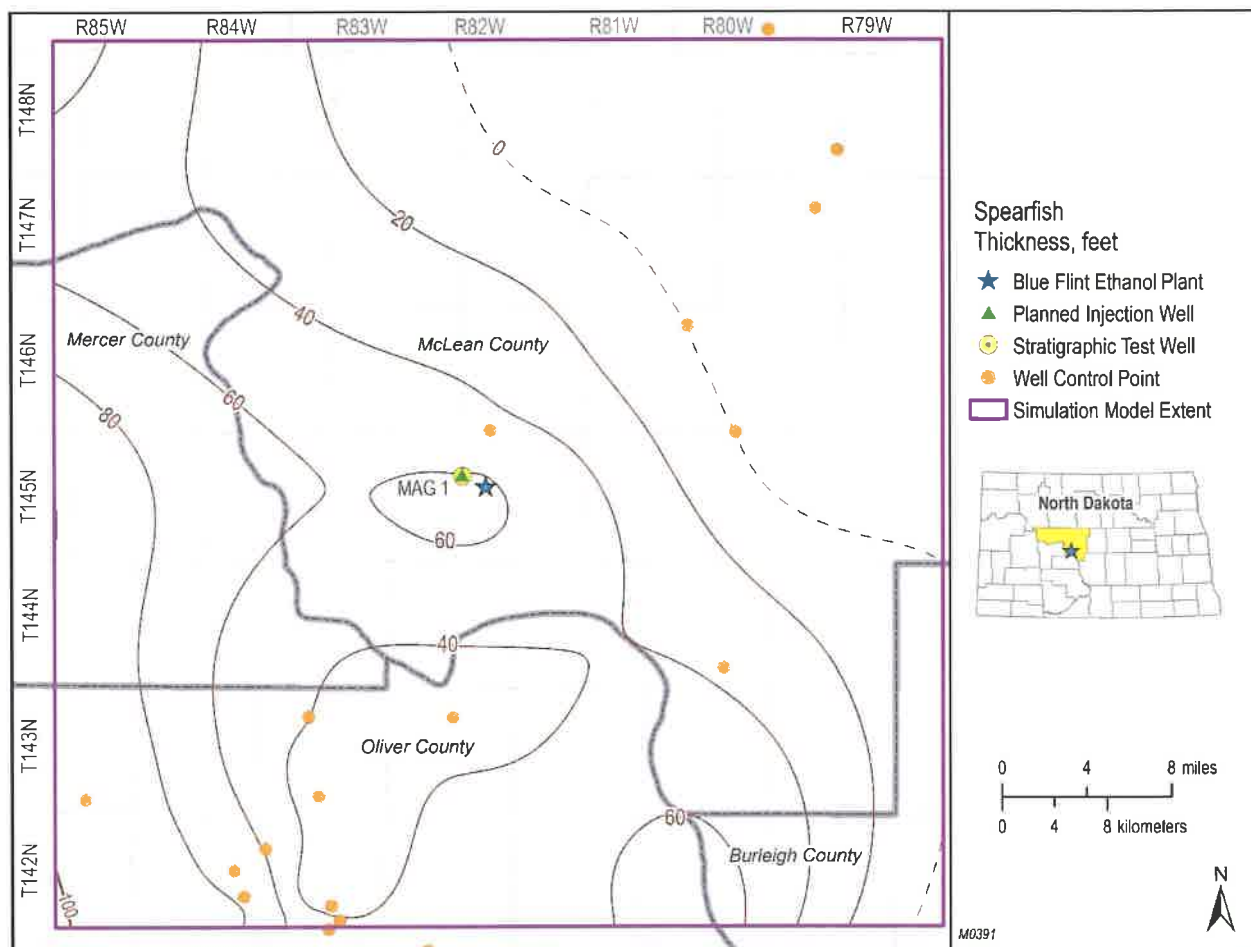 R85W R84W R83W R82W R81W R80W R79W
T148N
T147N
T146N
T145N
T144N
T143N
T142N
0
20
40
Mercer County
McLean County
60
80
MAG 1
60
40
Oliver County
60
Burleigh County
100
Spearfish
Thickness, feet
Blue Flint Ethanol Plant
Planned Injection Well
Stratigraphic Test Well
Well Control Point
Simulation Model Extent
North Dakota
0 4 8 miles
0 4 8 kilometers
N
M0391